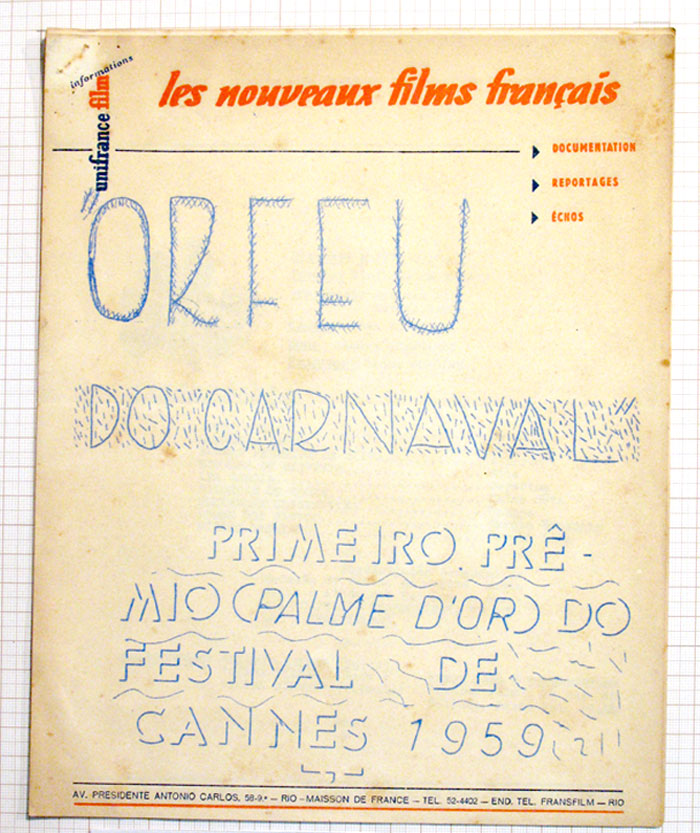 informations
unifrance film
les nouveaux films français
DOCUMENTATION
REPORTAGES
ÉCHOS
"ORFEU
DO CARNAVAL"
PRIMEIRO PRÊ-
MIO (PALME D'OR) DO
FESTIVAL DE
CANNES 1959
AV. PRESIDENTE ANTONIO CARLOS, 58-9.º — RIO — MAISSON DE FRANCE — TEL. 52-4402 — END. TEL. FRANSFILM — RIO